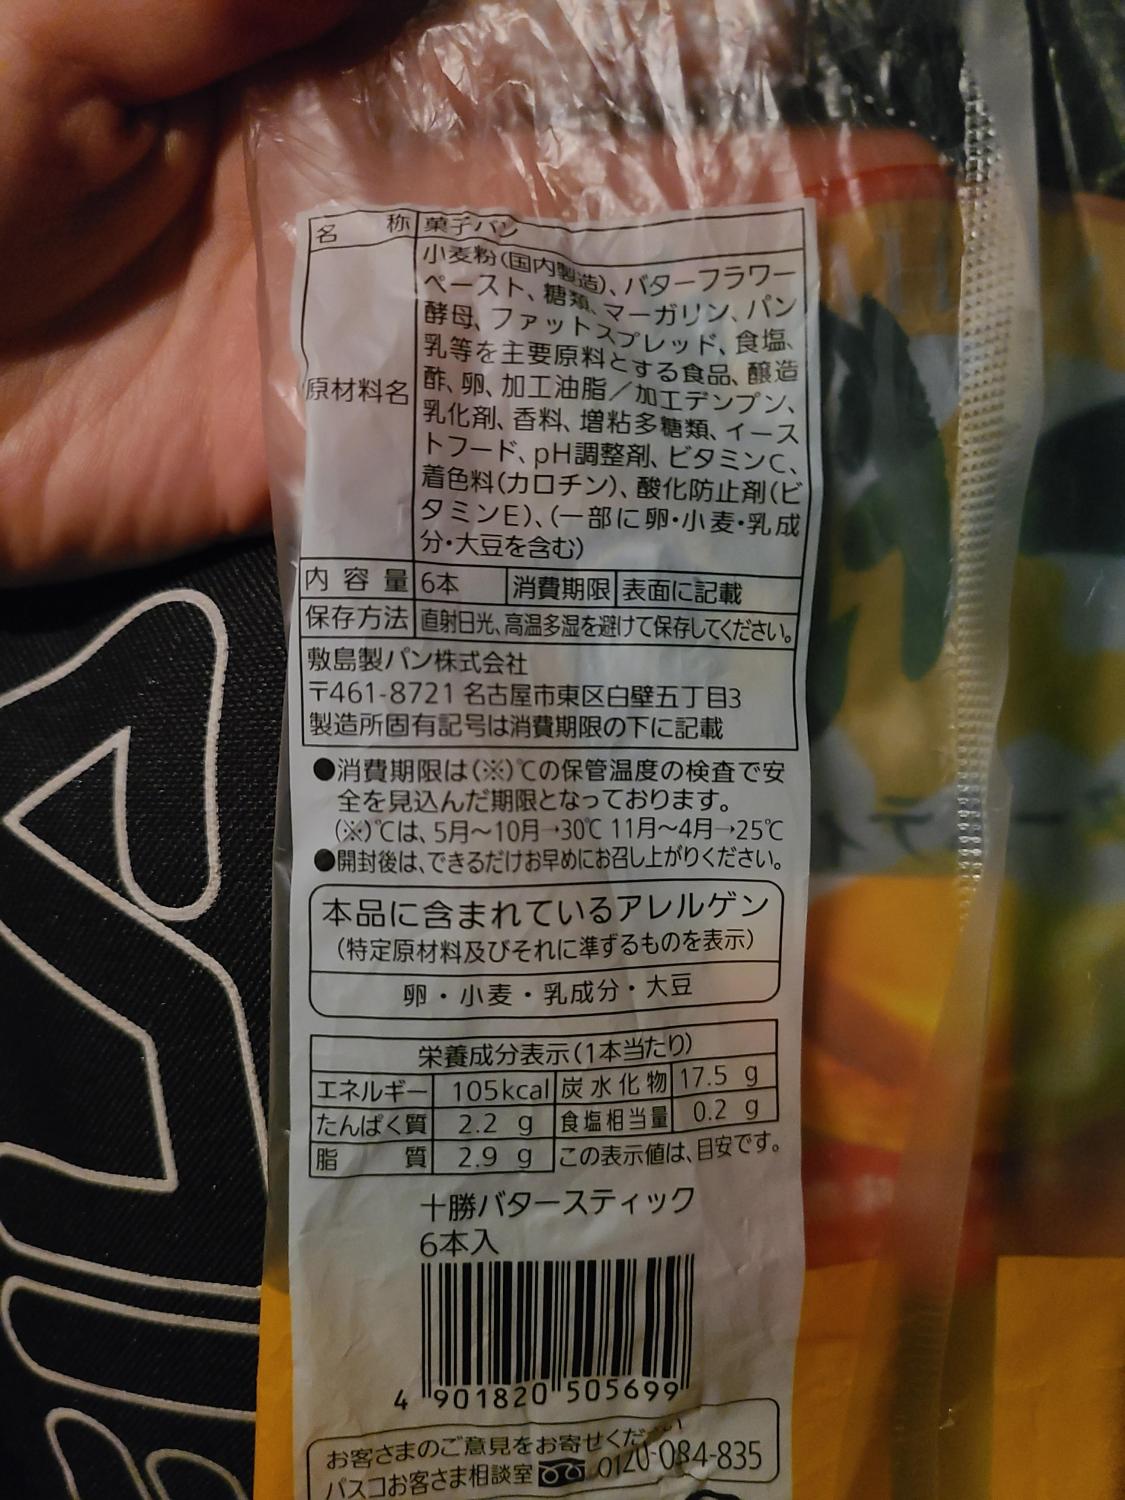 名 称 菓子パン
原材料名
小麦粉(国内製造)、バターフラワー
ペースト、糖類、マーガリン、パン
酵母、ファットスプレッド、食塩、
乳等を主要原料とする食品、醸造
酢、卵、加工油脂/加工デンプン、
乳化剤、香料、増粘多糖類、イース
トフード、pH調整剤、ビタミンC、
着色料(カロチン)、酸化防止剤(ビ
タミンE)、(一部に卵・小麦・乳成
分・大豆を含む)
内容量 6本 消費期限 表面に記載
保存方法 直射日光、高温多湿を避けて保存してください。
敷島製パン株式会社
〒461-8721 名古屋市東区白壁五丁目3
製造所固有記号は消費期限の下に記載
●消費期限は(※)℃の保管温度の検査で安
全を見込んだ期限となっております。
(※)℃は、5月～10月→30℃ 11月～4月→25℃
●開封後は、できるだけお早めにお召し上がりください。
本品に含まれているアレルゲン
(特定原材料及びそれに準ずるものを表示)
卵・小麦・乳成分・大豆
栄養成分表示(1本当たり)
エネルギー 105kcal 炭水化物 17.5 g
たんぱく質 2.2 g 食塩相当量 0.2 g
脂 質 2.9 g この表示値は、目安です。
十勝バタースティック
6本入
4 901820 505699
お客さまのご意見をお寄せください
パスコお客さま相談室 0120-084-835